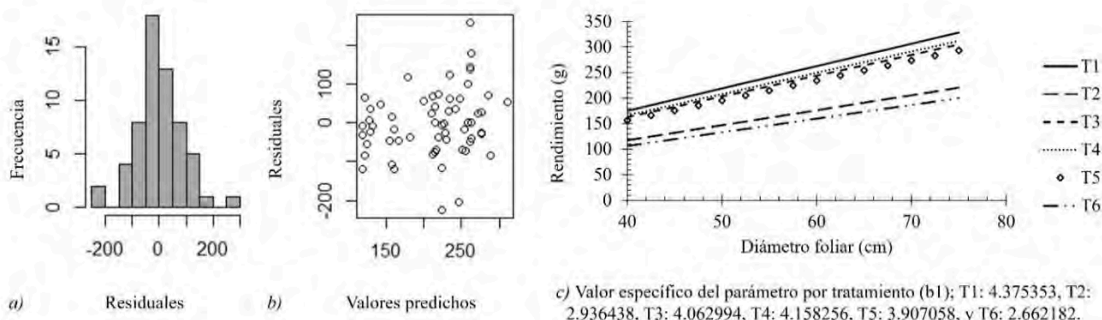 Frecuencia
15
10
5
0
-200
0
200
a)
Residuales
Residuales
100
0
-200
150
250
b)
Valores predichos
Rendimiento (g)
350
300
250
200
150
100
50
0
40
50
60
70
80
Diámetro foliar (cm)
T1
T2
T3
T4
T5
T6
c) Valor específico del parámetro por tratamiento (b1); T1: 4.375353, T2:
2.936438, T3: 4.062994, T4: 4.158256, T5: 3.907058, y T6: 2.662182.